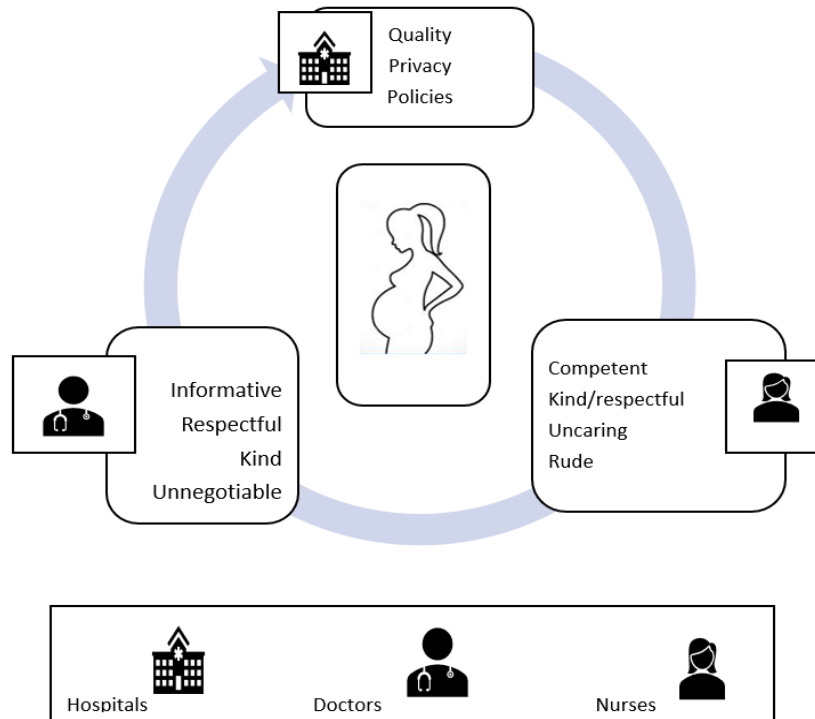 Quality
Privacy
Policies
Informative
Respectful
Kind
Unnegotiable
Competent
Kind/respectful
Uncaring
Rude
Hospitals
Doctors
Nurses